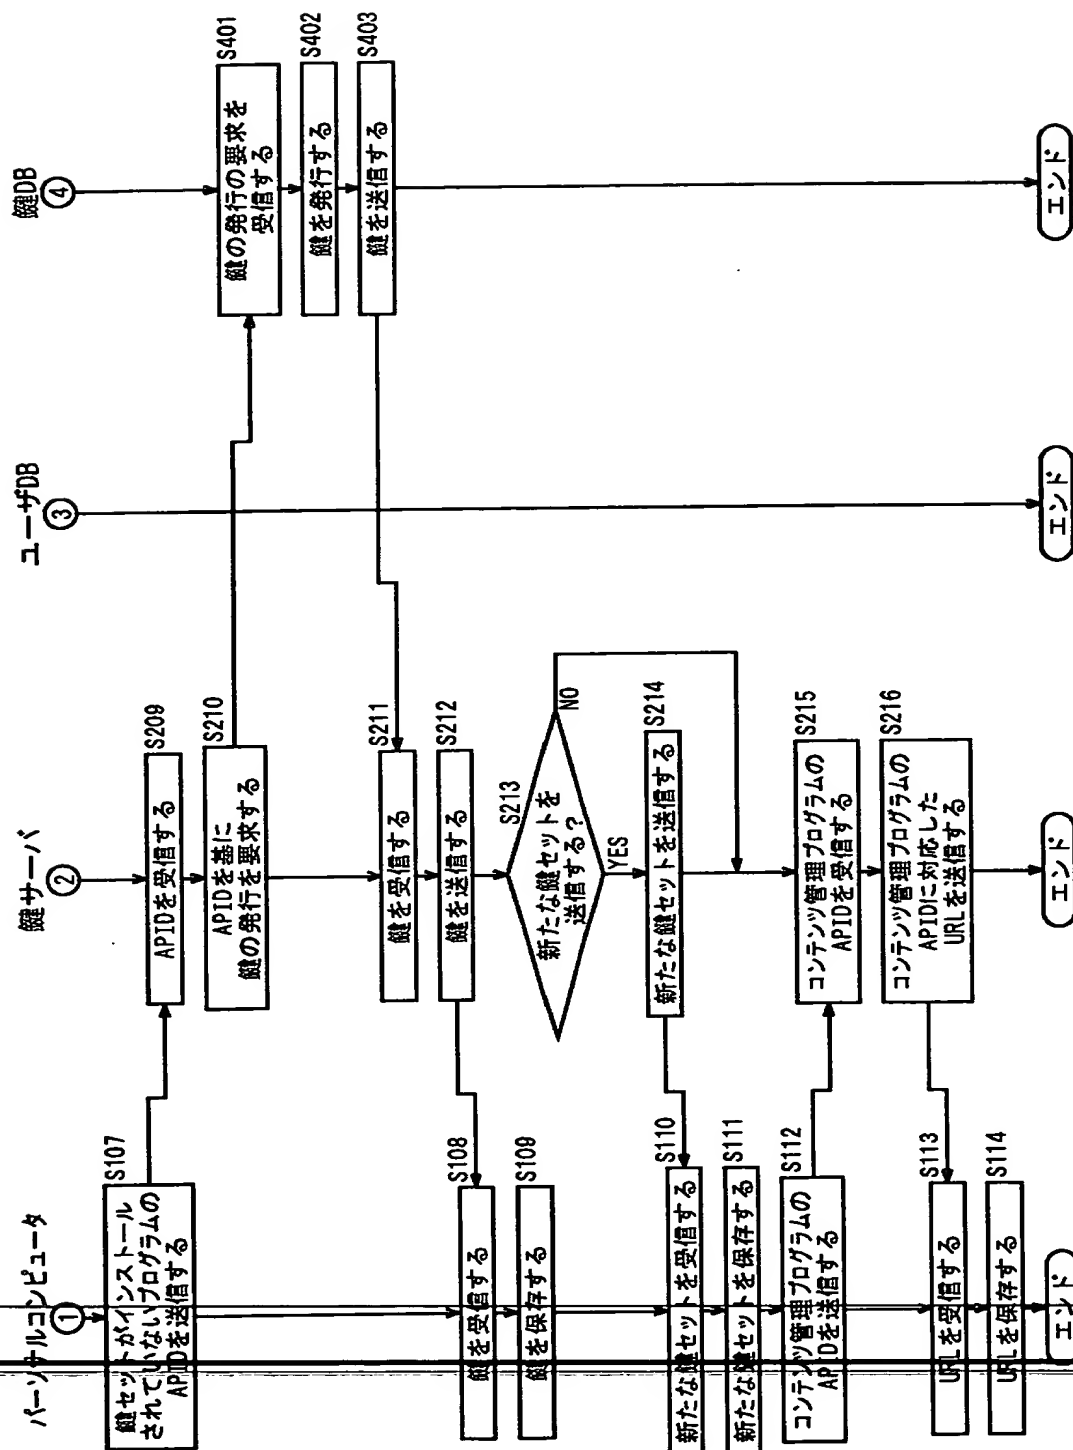 パーソナルコンピュータ
①
S107
鍵セットがインストール
されていないプログラムの
APIDを送信する
S108
鍵を受信する
S109
鍵を保存する
S110
新たな鍵セットを受信する
S111
新たな鍵セットを保存する
S112
コンテンツ管理プログラムの
APIDを送信する
S113
URLを受信する
S114
URLを保存する
エンド
鍵サーバ
②
S209
APIDを受信する
S210
APIDを基に
鍵の発行を要求する
S211
鍵を受信する
S212
鍵を送信する
S213
新たな鍵セットを
送信する?
NO
YES
S214
新たな鍵セットを送信する
S215
コンテンツ管理プログラムの
APIDを受信する
S216
コンテンツ管理プログラムの
APIDに対応した
URLを送信する
エンド
ユーザDB
③
エンド
鍵DB
④
S401
鍵の発行の要求を
受信する
S402
鍵を発行する
S403
鍵を送信する
エンド